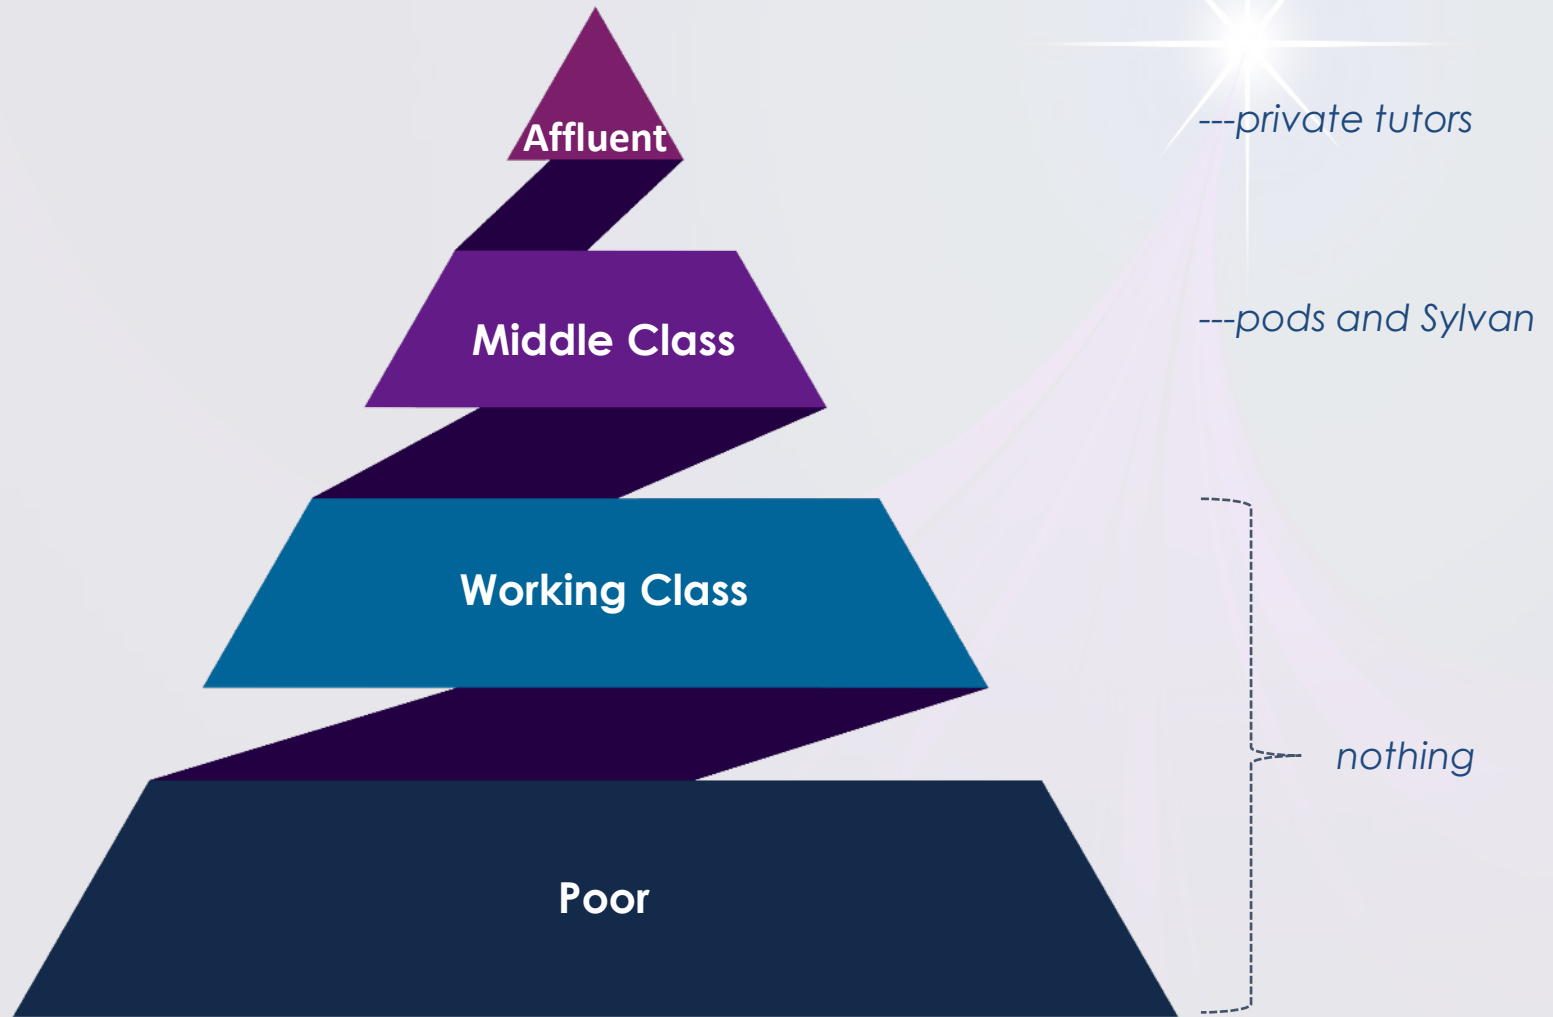 Affluent
---private tutors
Middle Class
---pods and Sylvan
Working Class
nothing
Poor